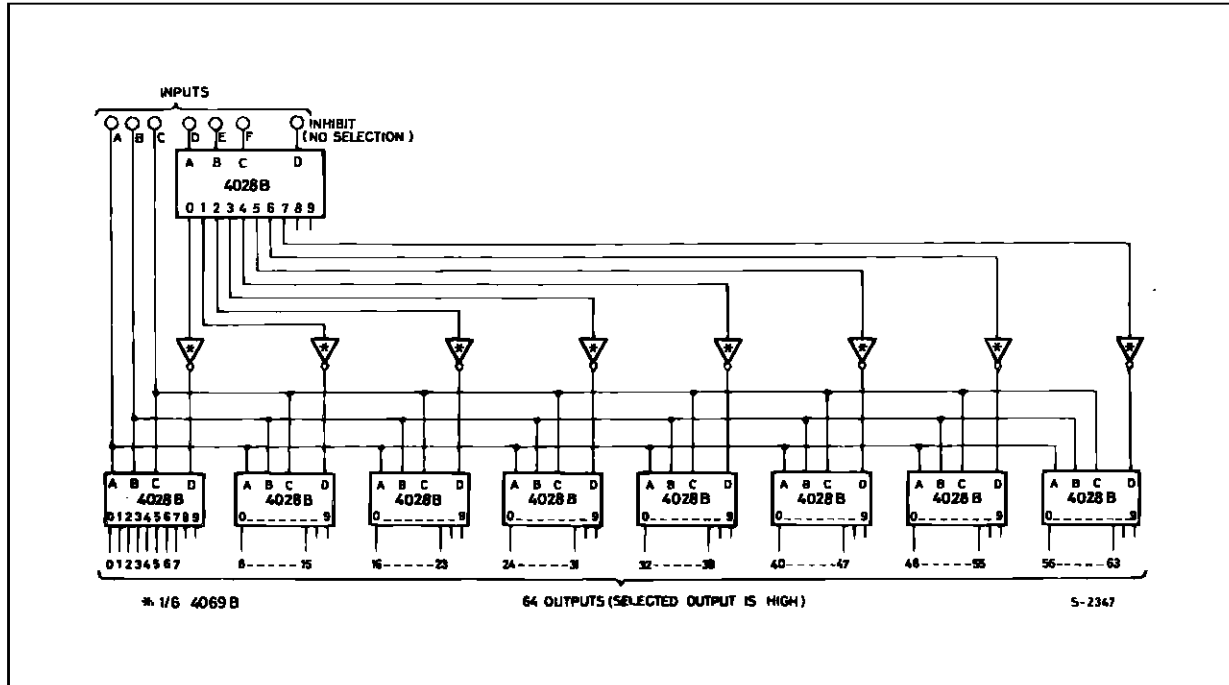 INPUTS
A B C D E F INHIBIT
(NO SELECTION)
A B C D
4028B
0 1 2 3 4 5 6 7 8 9
* * * * * * * *
A B C D A B C D A B C D A B C D A B C D A B C D A B C D A B C D
4028B 4028B 4028B 4028B 4028B 4028B 4028B 4028B
0 1 2 3 4 5 6 7 8 9 0-------9 0-------9 0-------9 0-------9 0-------9 0-------9 0-------9
0 1 2 3 4 5 6 7 8------15 16------23 24------31 32------39 40------47 48------55 56------63
* 1/6 4069B 64 OUTPUTS (SELECTED OUTPUT IS HIGH) S-2347